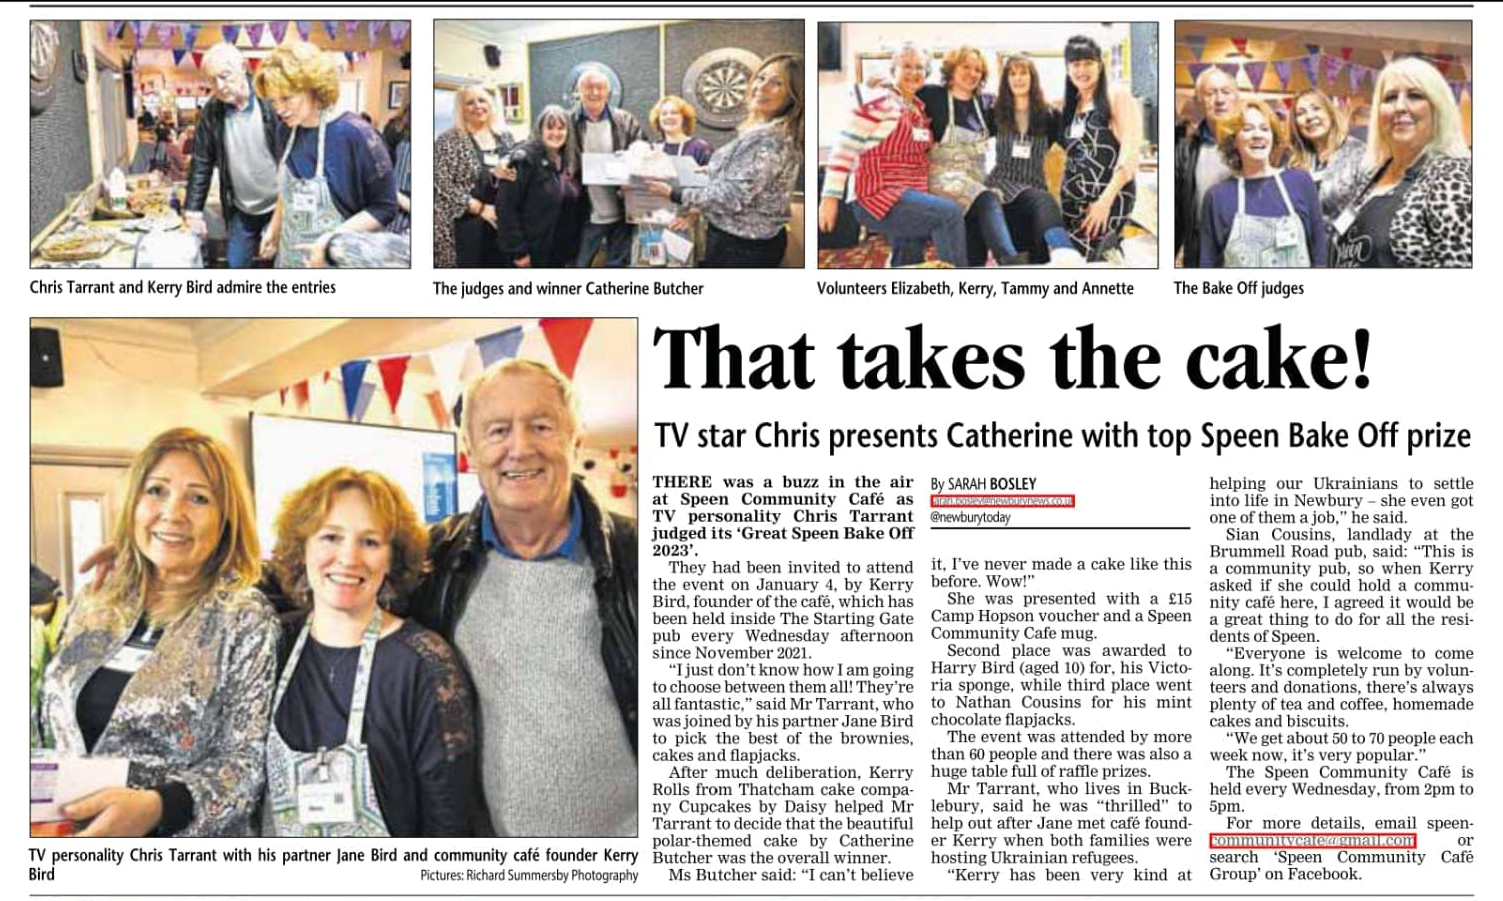 Chris Tarrant and Kerry Bird admire the entries
The judges and winner Catherine Butcher
Volunteers Elizabeth, Kerry, Tammy and Annette
The Bake Off judges
TV personality Chris Tarrant with his partner Jane Bird and community café founder Kerry
Bird
Pictures: Richard Summersby Photography
That takes the cake!
TV star Chris presents Catherine with top Speen Bake Off prize
THERE was a buzz in the air
at Speen Community Café as
TV personality Chris Tarrant
judged its ‘Great Speen Bake Off
2023’.
They had been invited to attend
the event on January 4, by Kerry
Bird, founder of the café, which has
been held inside The Starting Gate
pub every Wednesday afternoon
since November 2021.
“I just don’t know how I am going
to choose between them all! They’re
all fantastic,” said Mr Tarrant, who
was joined by his partner Jane Bird
to pick the best of the brownies,
cakes and flapjacks.
After much deliberation, Kerry
Rolls from Thatcham cake compa-
ny Cupcakes by Daisy helped Mr
Tarrant to decide that the beautiful
polar-themed cake by Catherine
Butcher was the overall winner.
Ms Butcher said: “I can’t believe
By SARAH BOSLEY
sarah.bosley@newburynews.co.uk
@newburytoday
it, I’ve never made a cake like this
before. Wow!”
She was presented with a £15
Camp Hopson voucher and a Speen
Community Cafe mug.
Second place was awarded to
Harry Bird (aged 10) for, his Victo-
ria sponge, while third place went
to Nathan Cousins for his mint
chocolate flapjacks.
The event was attended by more
than 60 people and there was also a
huge table full of raffle prizes.
Mr Tarrant, who lives in Buck-
lebury, said he was “thrilled” to
help out after Jane met café found-
er Kerry when both families were
hosting Ukrainian refugees.
“Kerry has been very kind at
helping our Ukrainians to settle
into life in Newbury – she even got
one of them a job,” he said.
Sian Cousins, landlady at the
Brummell Road pub, said: “This is
a community pub, so when Kerry
asked if she could hold a commu-
nity café here, I agreed it would be
a great thing to do for all the resi-
dents of Speen.
“Everyone is welcome to come
along. It’s completely run by volun-
teers and donations, there’s always
plenty of tea and coffee, homemade
cakes and biscuits.
“We get about 50 to 70 people each
week now, it’s very popular.”
The Speen Community Café is
held every Wednesday, from 2pm to
5pm.
For more details, email speen-
communitycafe@gmail.com or
search ‘Speen Community Café
Group’ on Facebook.